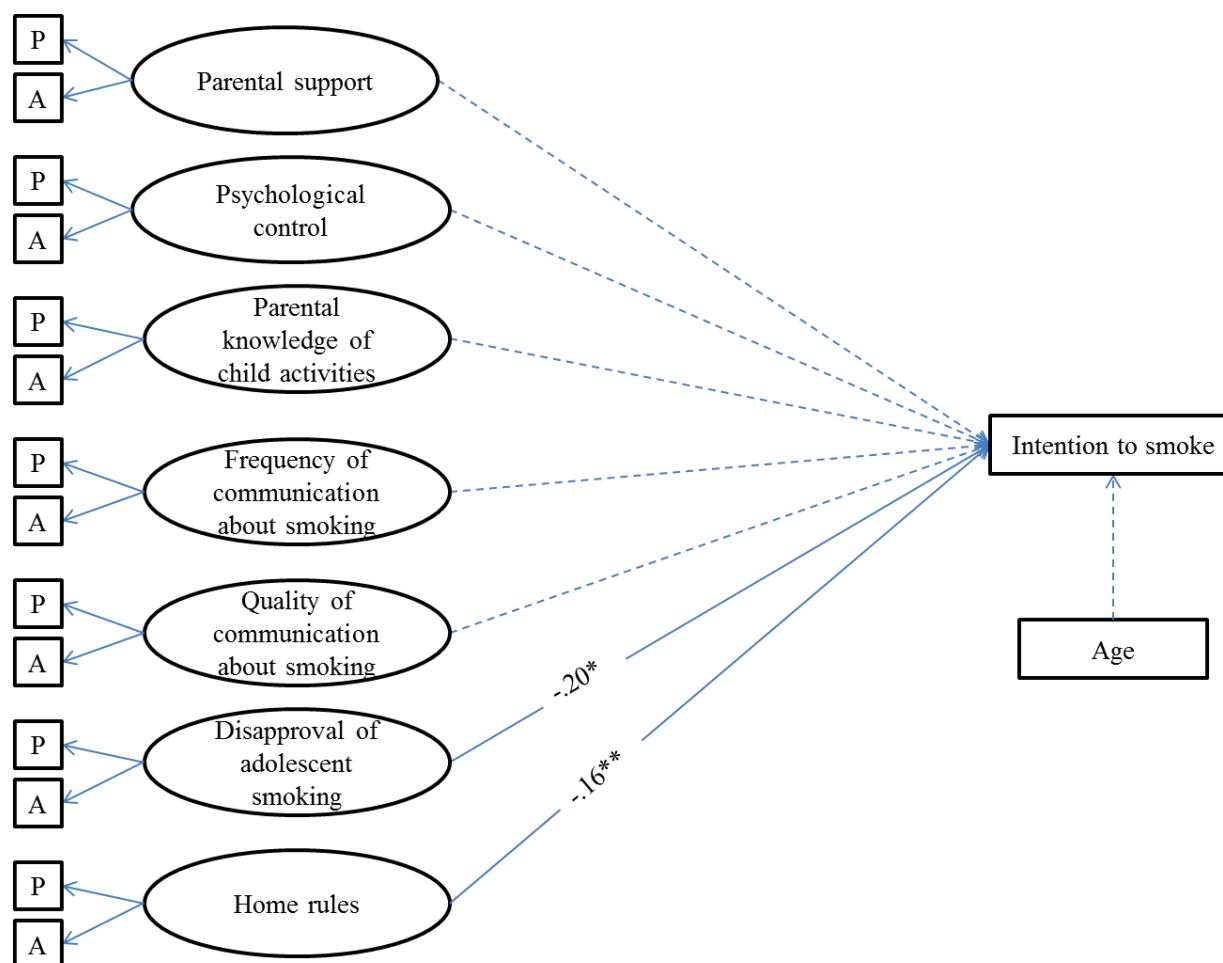 P
A
Parental support
P
A
Psychological
control
P
A
Parental
knowledge of
child activities
P
A
Frequency of
communication
about smoking
P
A
Quality of
communication
about smoking
P
A
Disapproval of
adolescent
smoking
P
A
Home rules
-.20*
-.16**
Intention to smoke
Age